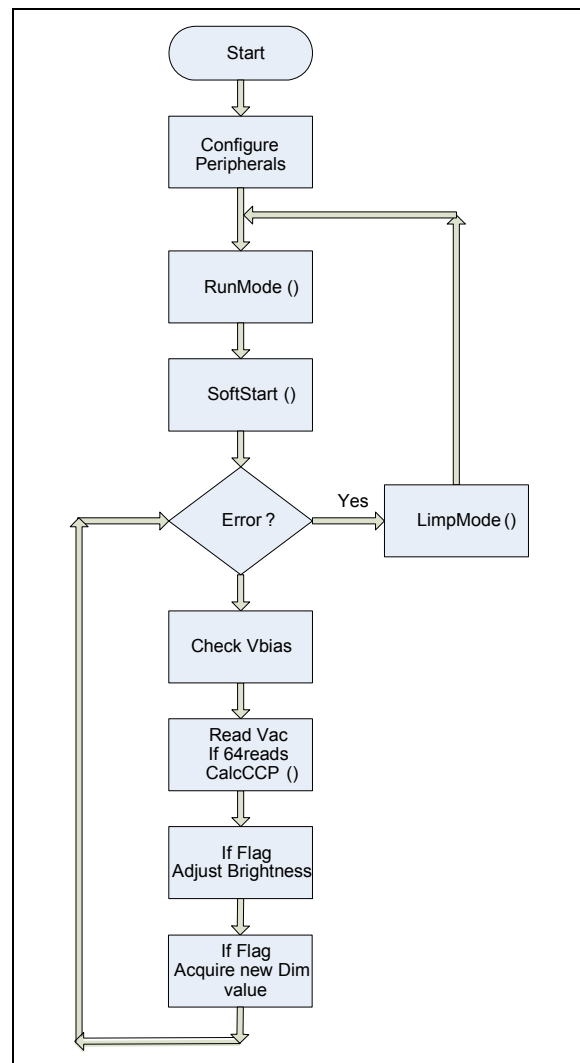 Start
Configure
Peripherals
RunMode ()
SoftStart ()
Error ?
Yes
LimpMode ()
Check Vbias
Read Vac
If 64reads
CalcCCP ()
If Flag
Adjust Brightness
If Flag
Acquire new Dim
value